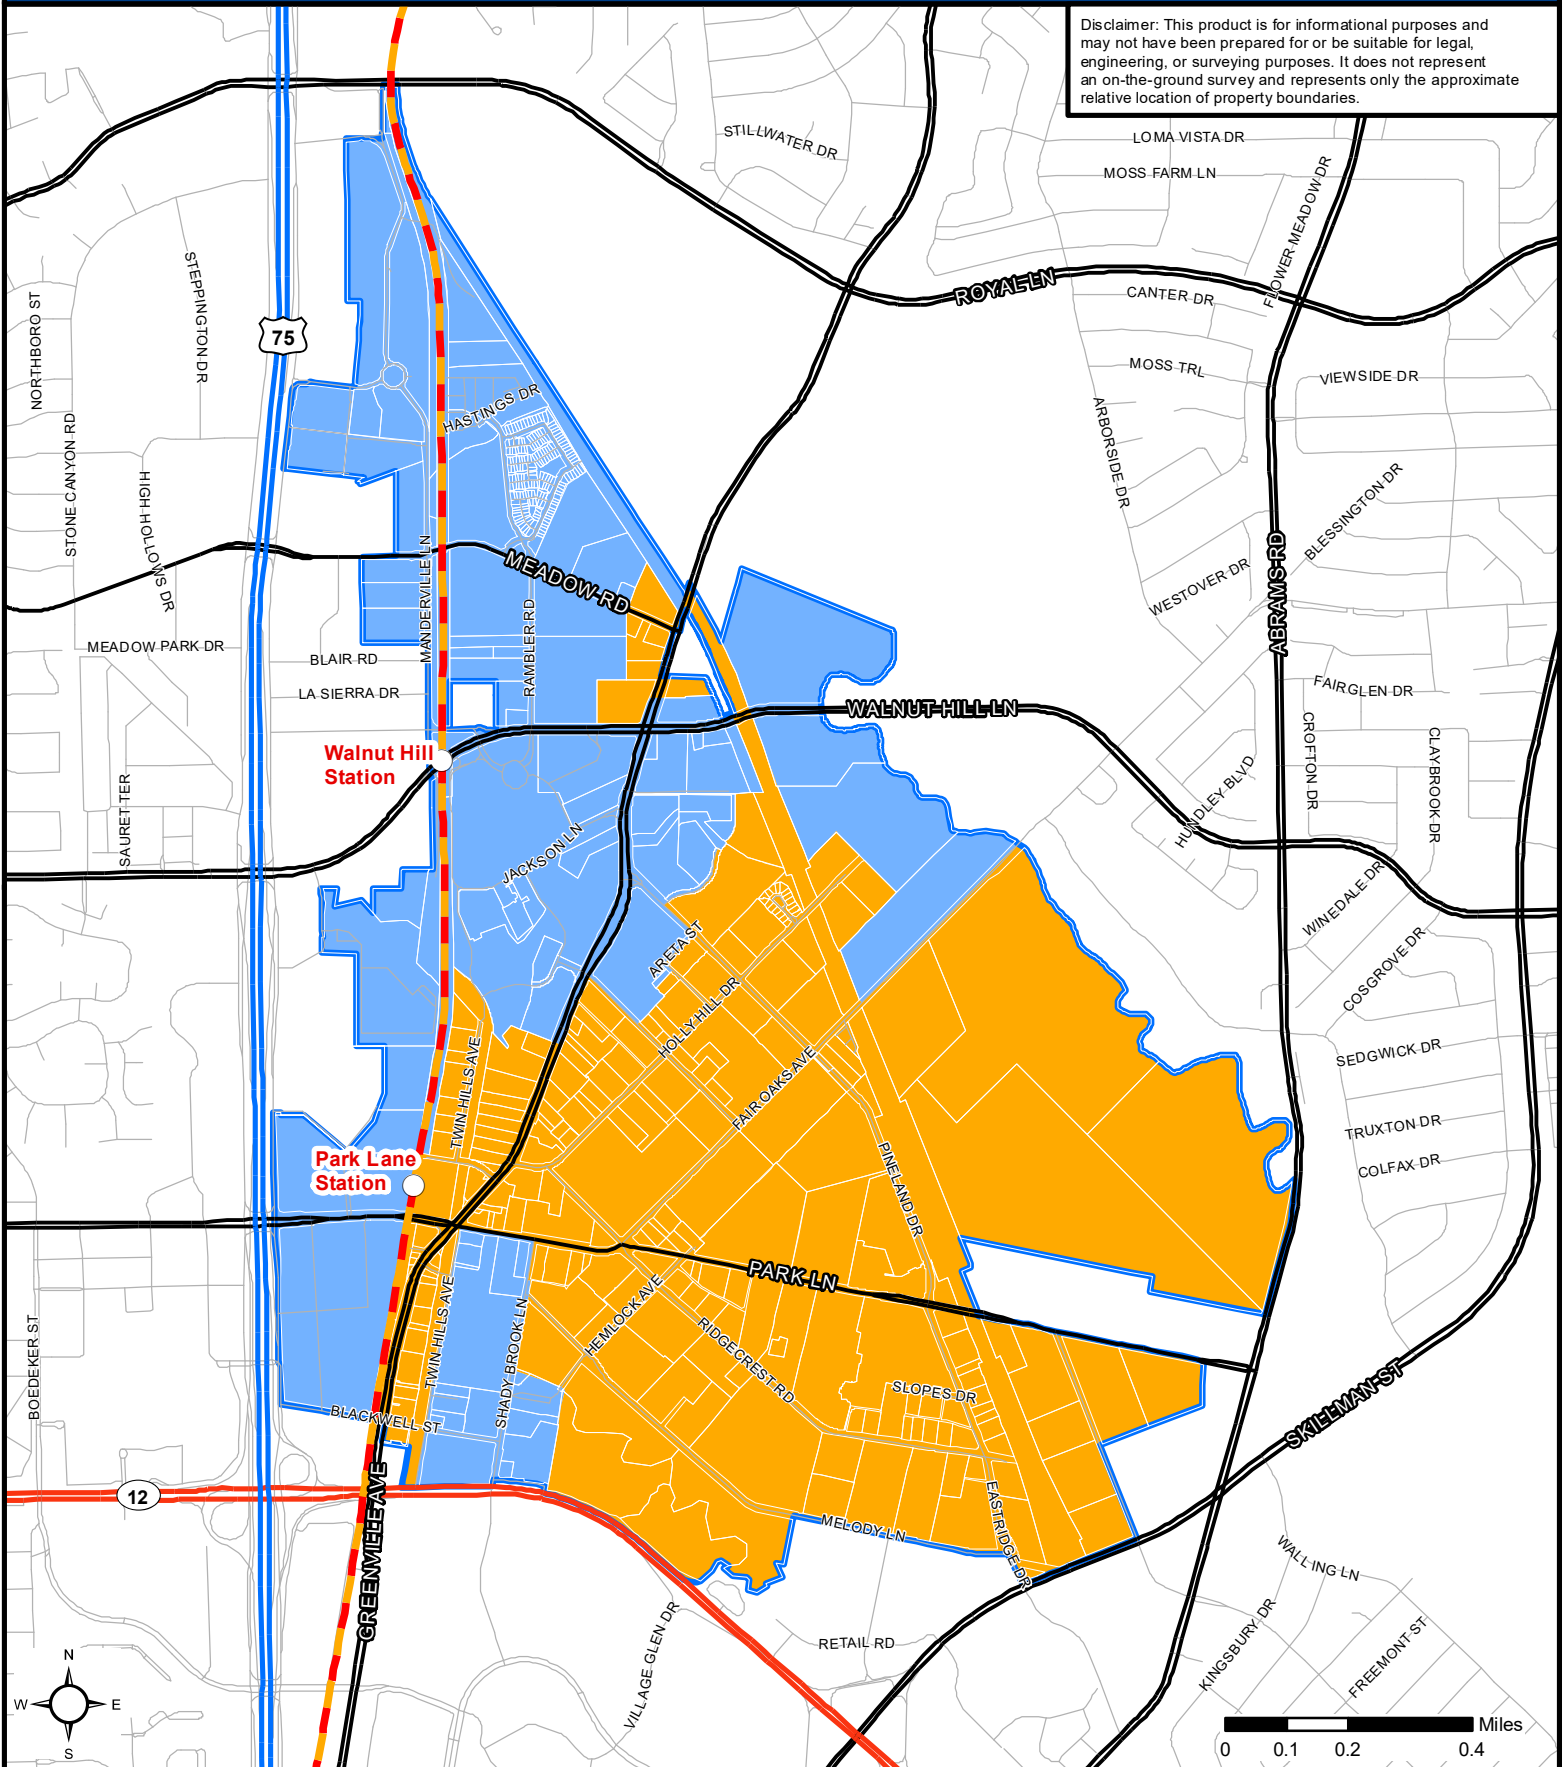 Disclaimer: This product is for informational purposes and
may not have been prepared for or be suitable for legal,
engineering, or surveying purposes. It does not represent
an on-the-ground survey and represents only the approximate
relative location of property boundaries.
STILLWATER DR
LOMA VISTA DR
MOSS FARM LN
FLOWER MEADOW DR
ROYAL LN
CANTER DR
STEPPINGTON DR
NORTHBORO ST
75
MOSS TRL
VIEWSIDE DR
HASTINGS DR
ARBORSIDE DR
STONE CANYON RD
HIGH HOLLOWS DR
BLESSINGTON DR
MANDERVILLE LN
MEADOW RD
WESTOVER DR
ABRAMS RD
RAMBLER RD
MEADOW PARK DR
BLAIR RD
LA SIERRA DR
FAIRGLEN DR
WALNUT HILL LN
CROFTON DR
CLAYBROOK DR
Walnut Hill
Station
HUNDLEY BLVD
SAURET TER
JACKSON LN
WINEDALE DR
ARETA ST
COSGROVE DR
HOLLY HILL DR
SEDGWICK DR
TWIN HILLS AVE
FAIR OAKS AVE
TRUXTON DR
Park Lane
Station
PINELAND DR
COLFAX DR
PARK LN
HEMLOCK AVE
TWIN HILLS AVE
SHADY BROOK LN
RIDGECREST RD
BOEDEKER ST
SLOPES DR
BLACKWELL ST
SKILLMAN ST
12
GREENVILLE AVE
EASTRIDGE DR
MELODY LN
WALLING LN
VILLAGE GLEN DR
RETAIL RD
KINGSBURY DR
FREEMONT ST
N
W
E
S
Miles
0
0.1
0.2
0.4